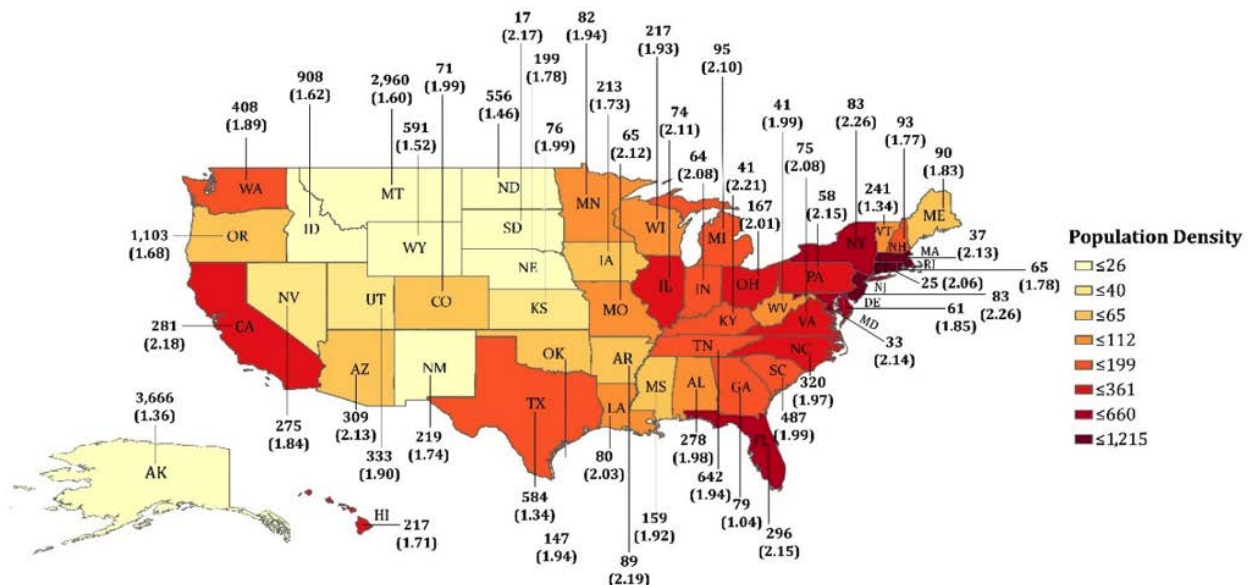 17
(2.17)
82
(1.94)
217
(1.93)
95
(2.10)
199
(1.78)
908
(1.62)
2,960
(1.60)
71
(1.99)
556
(1.46)
213
(1.73)
74
(2.11)
41
(1.99)
83
(2.26)
93
(1.77)
408
(1.89)
591
(1.52)
76
(1.99)
65
(2.12)
64
(2.08)
41
(2.21)
75
(2.08)
90
(1.83)
167
(2.01)
58
(2.15)
241
(1.34)
WA
MT
ND
MN
ME
VT
NH
OR
ID
SD
WI
MI
NY
MA
RI
37
(2.13)
1,103
(1.68)
WY
IA
NE
PA
NJ
25 (2.06)
65
(1.78)
NV
UT
CO
KS
MO
IL
IN
OH
WV
VA
DE
MD
61
(1.85)
83
(2.26)
CA
KY
33
(2.14)
281
(2.18)
AZ
NM
OK
AR
TN
NC
SC
320
(1.97)
TX
LA
MS
AL
GA
FL
487
(1.99)
3,666
(1.36)
275
(1.84)
309
(2.13)
333
(1.90)
219
(1.74)
80
(2.03)
278
(1.98)
642
(1.94)
AK
HI
217
(1.71)
584
(1.34)
147
(1.94)
159
(1.92)
89
(2.19)
79
(1.04)
296
(2.15)
Population Density
≤26
≤40
≤65
≤112
≤199
≤361
≤660
≤1,215